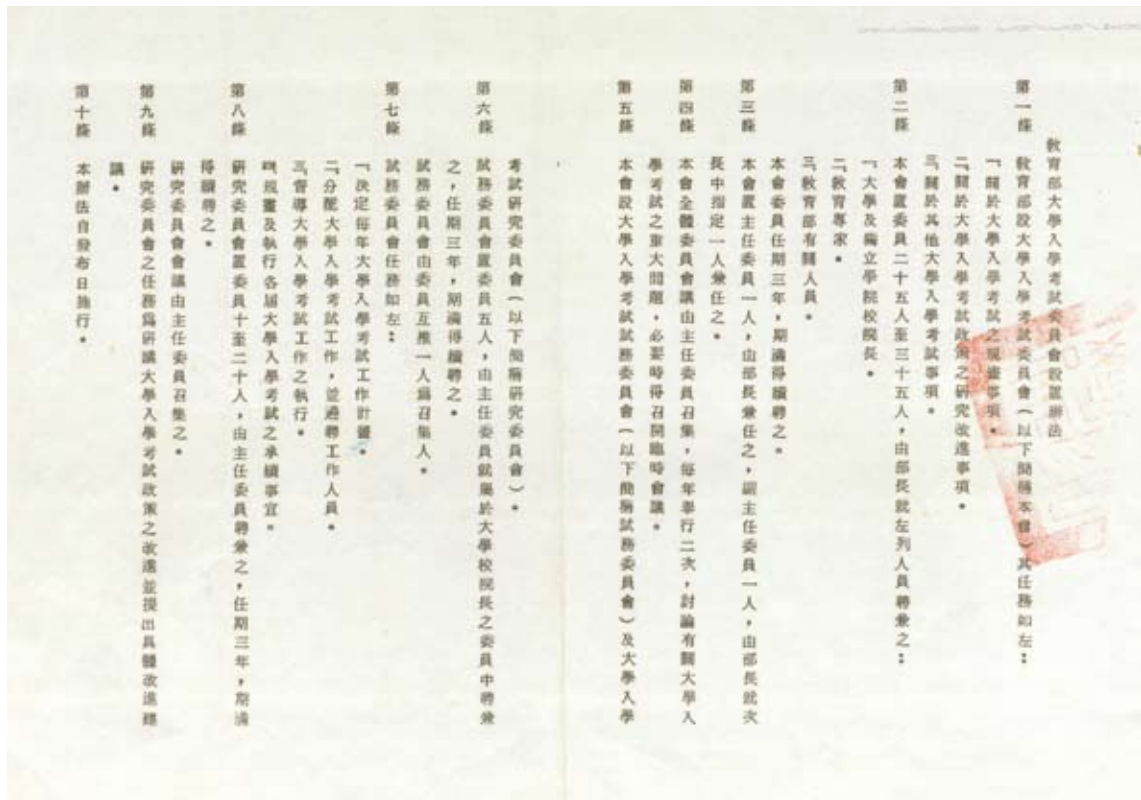 教育部大學入學考試委員會設置辦法
第一條　教育部設大學入學考試委員會（以下簡稱本會）其任務如左：
一、關於大學入學考試之規畫事項。
二、關於大學入學考試政策之研究改進事項。
三、關於其他大學入學考試事項。
第二條　本會置委員二十五人至三十五人，由部長就左列人員聘兼之：
一、大學及獨立學院校院長。
二、教育專家。
三、教育部有關人員。
本會委員任期三年，期滿得續聘之。
第三條　本會置主任委員一人，由部長兼任之，副主任委員一人，由部長就次
長中指定一人兼任之。
第四條　本會全體委員會議由主任委員召集，每年舉行二次，討論有關大學入
學考試之重大問題，必要時得召開臨時會議。
第五條　本會設大學入學考試試務委員會（以下簡稱試務委員會）及大學入學
考試研究委員會（以下簡稱研究委員會）。
第六條　試務委員會置委員五人，由主任委員就屬於大學校院長之委員中聘兼
之，任期三年，期滿得續聘之。
試務委員會由委員互推一人為召集人。
第七條　試務委員會任務如左：
一、決定每年大學入學考試工作計畫。
二、分配大學入學考試工作，並遴聘工作人員。
三、督導大學入學考試工作之執行。
四、規畫及執行各屆大學入學考試之承續事宜。
第八條　研究委員會置委員十至二十人，由主任委員聘兼之，任期三年，期滿
得續聘之。
研究委員會會議由主任委員召集之。
第九條　研究委員會之任務爲研議大學入學考試政策之改進並提出具體改進建
議。
第十條　本辦法自發布日施行。